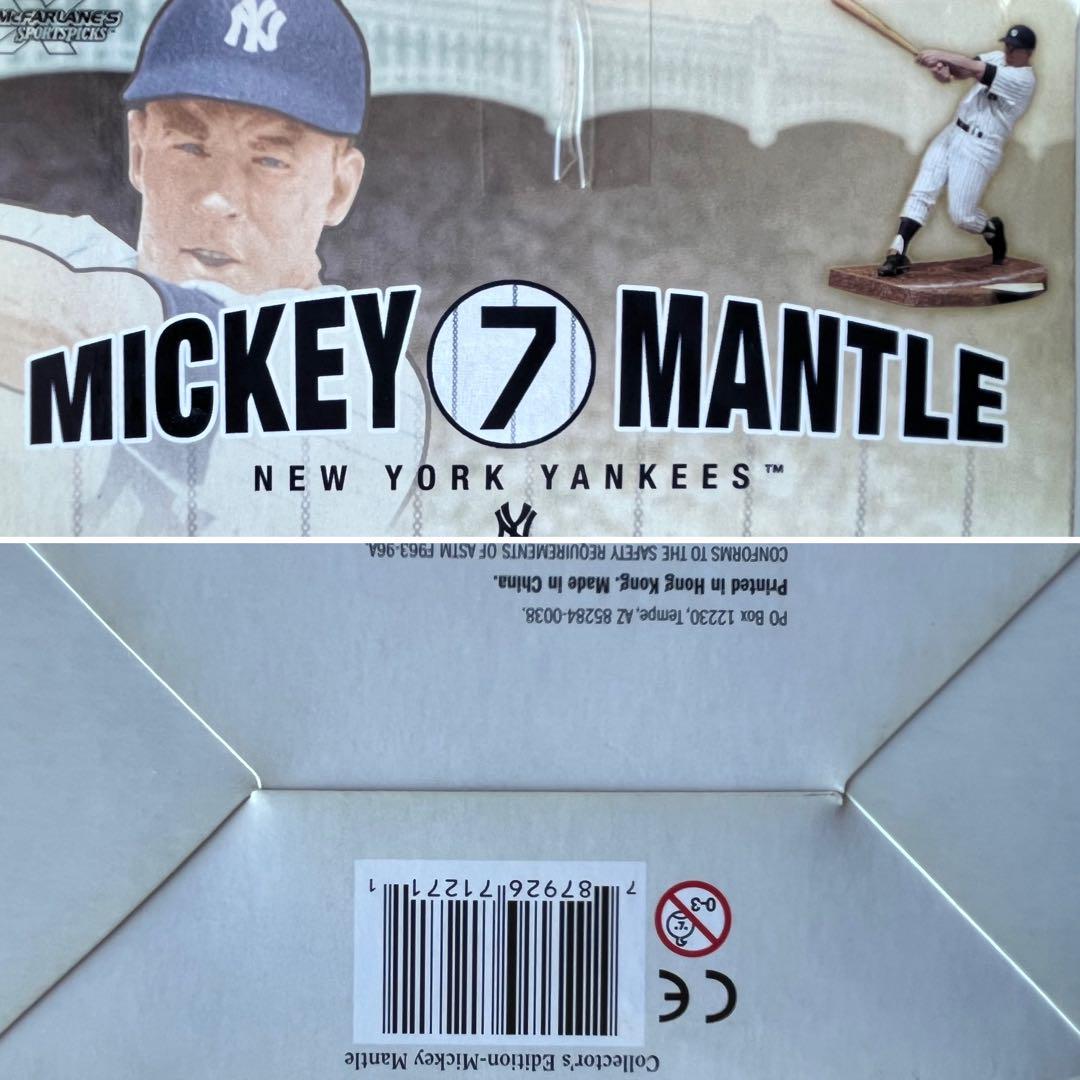 McFARLANE'S
SPORTSPICKS™
NY
MICKEY 7 MANTLE
NEW YORK YANKEES™
NY
PO Box 12230, Tempe, AZ 85284-0038.
Printed in Hong Kong. Made in China.
CONFORMS TO THE SAFETY REQUIREMENTS OF ASTM F963-96A.
Collector's Edition-Mickey Mantle
CE
0-3
7 87926 71271 1